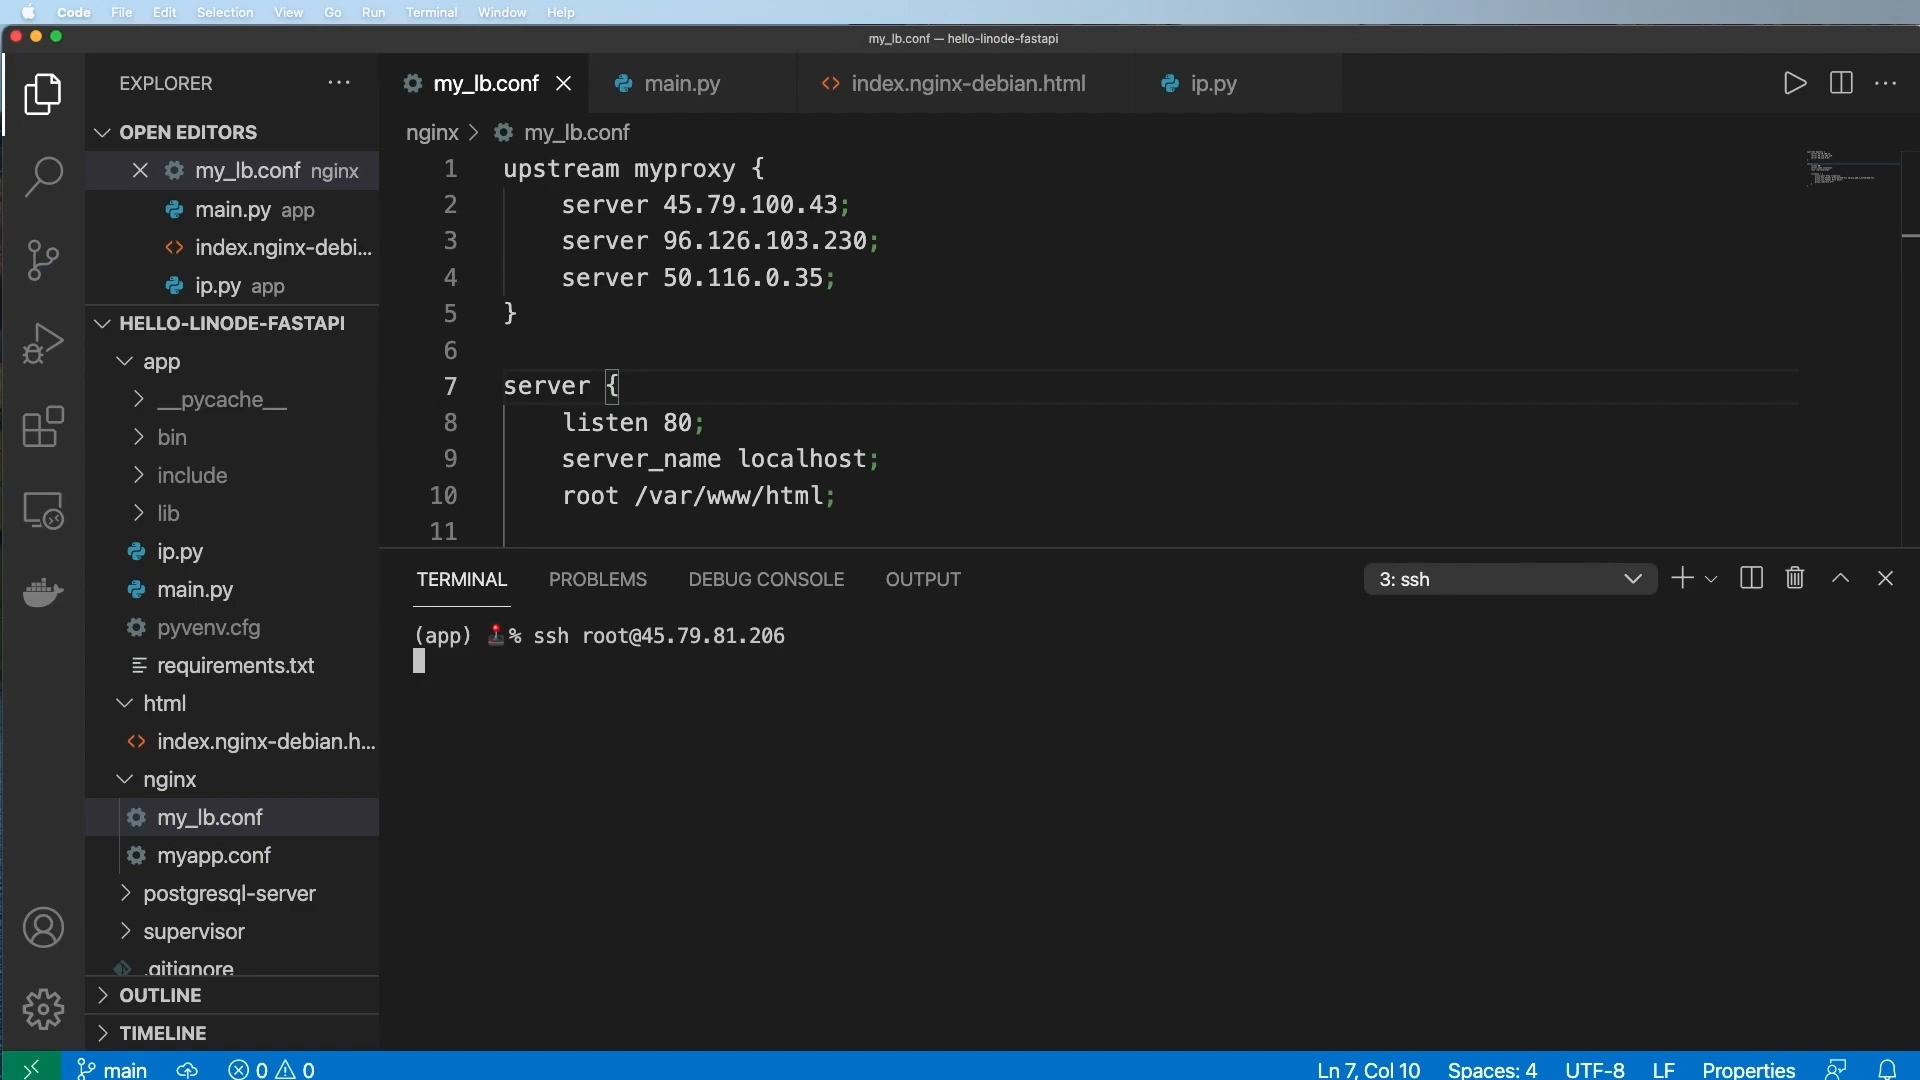 Code File Edit Selection View Go Run Terminal Window Help
my_lb.conf — hello-linode-fastapi
EXPLORER
OPEN EDITORS
my_lb.conf nginx
main.py app
index.nginx-debi...
ip.py app
HELLO-LINODE-FASTAPI
app
__pycache__
bin
include
lib
ip.py
main.py
pyvenv.cfg
requirements.txt
html
index.nginx-debian.h...
nginx
my_lb.conf
myapp.conf
postgresql-server
supervisor
.gitignore
OUTLINE
TIMELINE
my_lb.conf main.py index.nginx-debian.html ip.py
nginx > my_lb.conf
1 upstream myproxy {
2 server 45.79.100.43;
3 server 96.126.103.230;
4 server 50.116.0.35;
5 }
6
7 server {
8 listen 80;
9 server_name localhost;
10 root /var/www/html;
11
TERMINAL PROBLEMS DEBUG CONSOLE OUTPUT 3: ssh
(app) 🕹% ssh root@45.79.81.206
main 0 0 Ln 7, Col 10 Spaces: 4 UTF-8 LF Properties